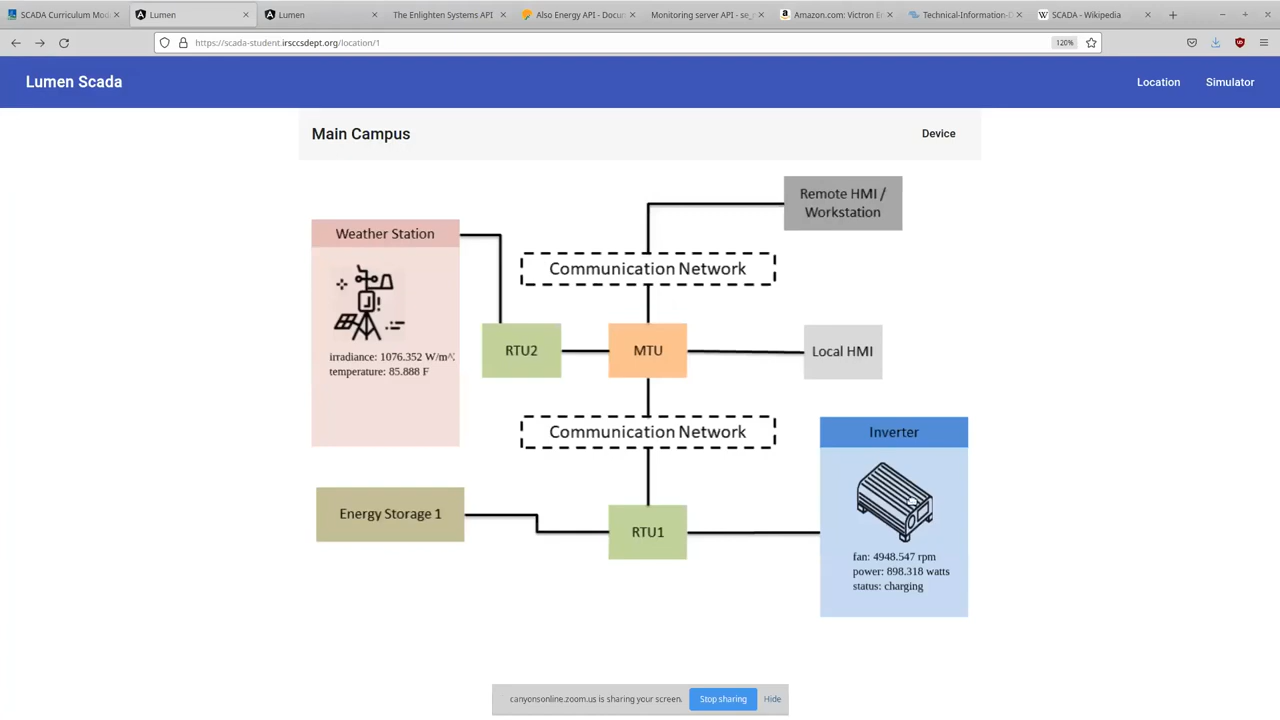 SCADA Curriculum Mod
Lumen
Lumen
The Enlighten Systems API
Also Energy API - Docu
Monitoring server API - se_
Amazon.com: Victron E
Technical-Information-D
SCADA - Wikipedia
https://scada-student.irsccsdept.org/location/1
120%
Lumen Scada
Location
Simulator
Main Campus
Device
Remote HMI /
Workstation
Weather Station
Communication Network
irradiance: 1076.352 W/m^
temperature: 85.888 F
RTU2
MTU
Local HMI
Communication Network
Inverter
Energy Storage 1
RTU1
fan: 4948.547 rpm
power: 898.318 watts
status: charging
canyonsonline.zoom.us is sharing your screen.
Stop sharing
Hide